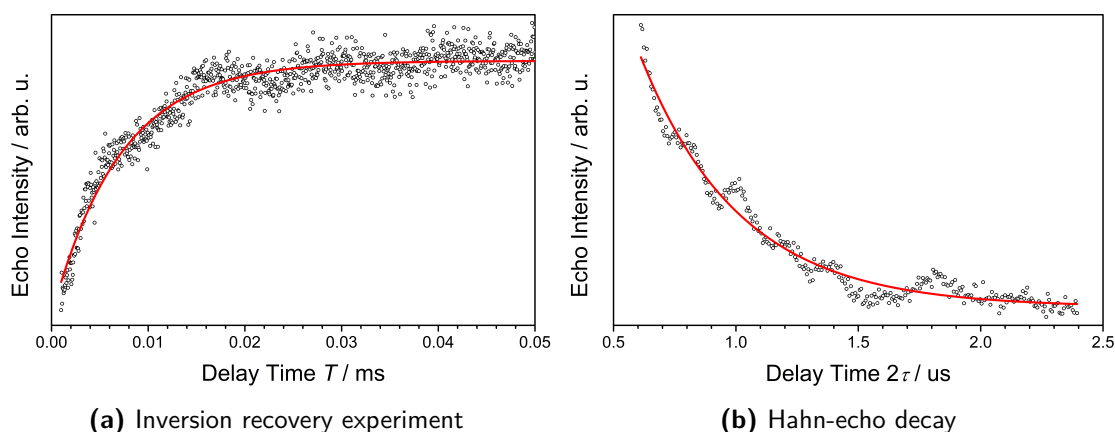 Echo Intensity / arb. u.
0.00 0.01 0.02 0.03 0.04 0.05
Delay Time T / ms
(a) Inversion recovery experiment
Echo Intensity / arb. u.
0.5 1.0 1.5 2.0 2.5
Delay Time 2τ / us
(b) Hahn-echo decay